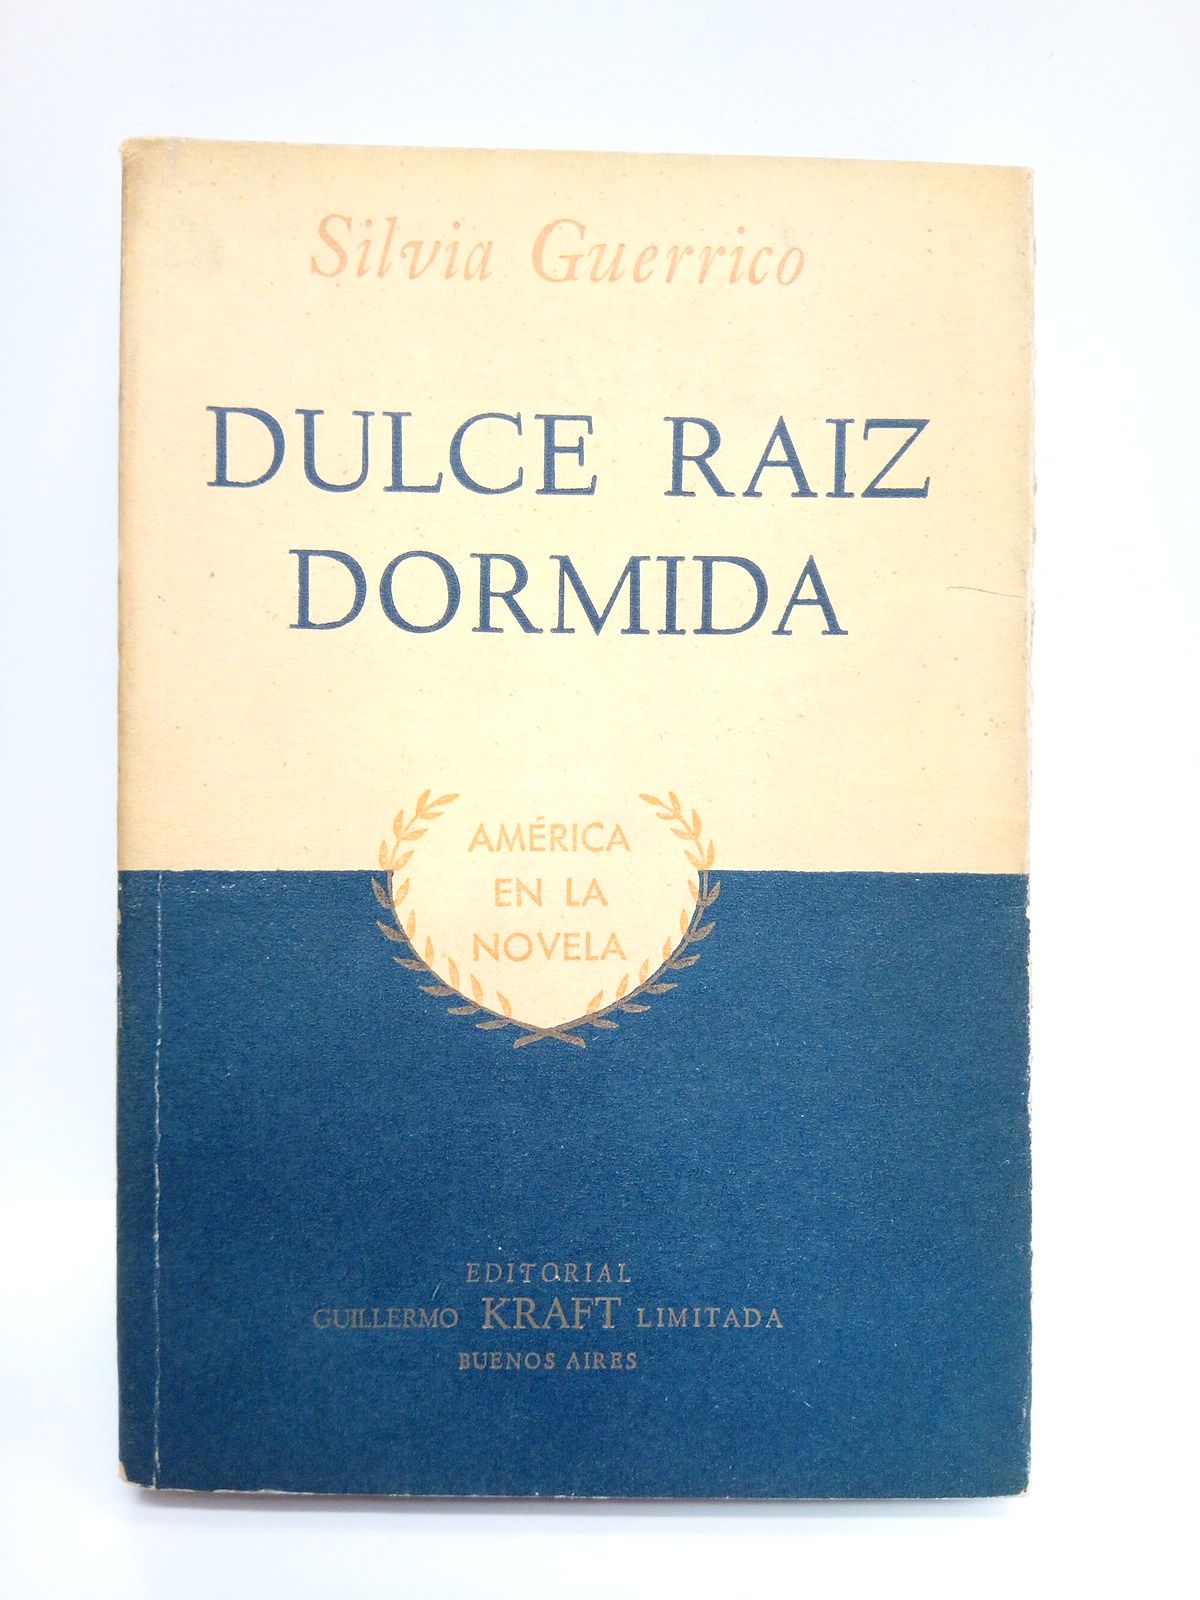 Silvia Guerrico
DULCE RAIZ
DORMIDA
AMÉRICA
EN LA
NOVELA
EDITORIAL
GUILLERMO KRAFT LIMITADA
BUENOS AIRES